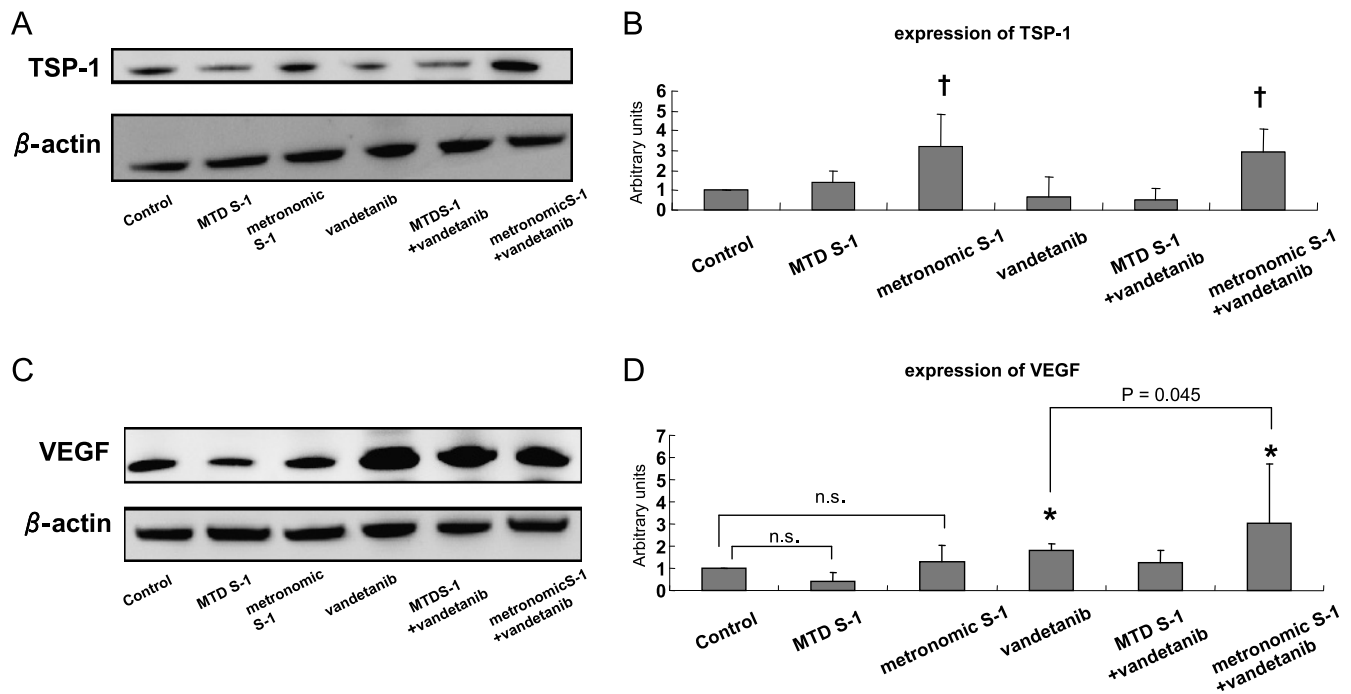 A
TSP-1
β-actin
Control
MTD S-1
metronomic
S-1
vandetanib
MTDS-1
+vandetanib
metronomicS-1
+vandetanib
B
expression of TSP-1
Arbitrary units
6
5
4
3
2
1
0
†
†
Control
MTD S-1
metronomic S-1
vandetanib
MTD S-1
+vandetanib
metronomic S-1
+vandetanib
C
VEGF
β-actin
Control
MTD S-1
metronomic
S-1
vandetanib
MTDS-1
+vandetanib
metronomicS-1
+vandetanib
D
expression of VEGF
P = 0.045
Arbitrary units
7
6
5
4
3
2
1
0
n.s.
n.s.
*
*
Control
MTD S-1
metronomic S-1
vandetanib
MTD S-1
+vandetanib
metronomic S-1
+vandetanib